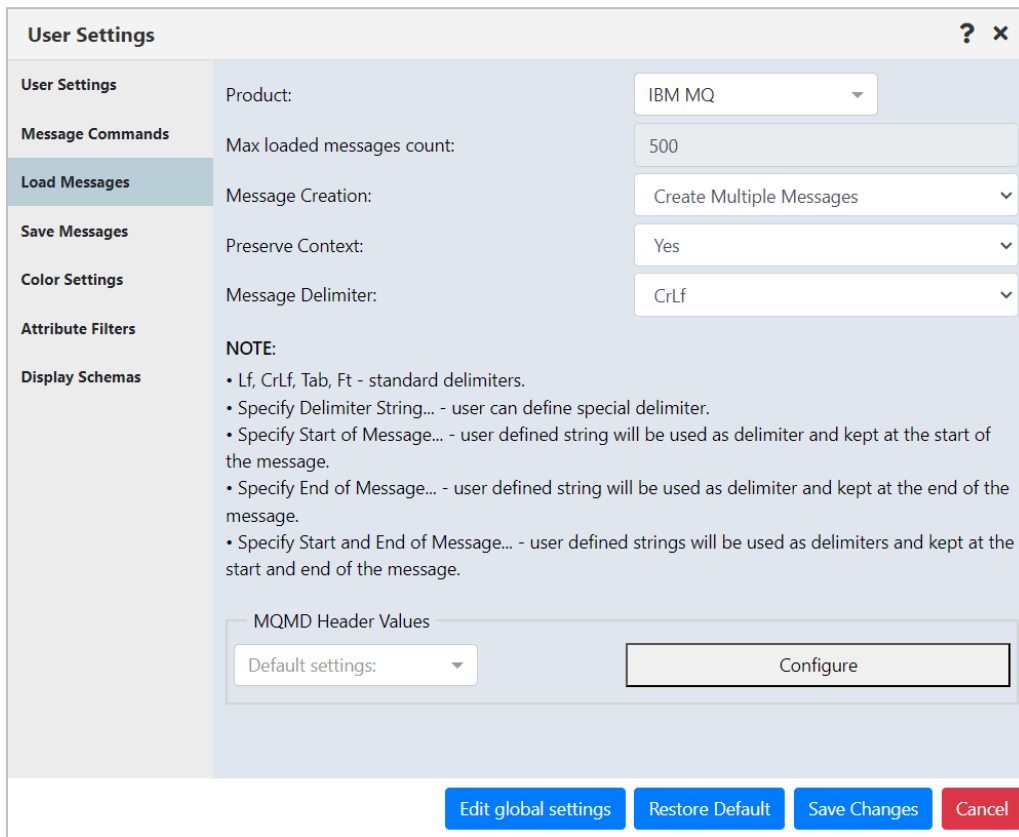 User Settings
? ×
User Settings
Message Commands
Load Messages
Save Messages
Color Settings
Attribute Filters
Display Schemas
Product:
IBM MQ
Max loaded messages count:
500
Message Creation:
Create Multiple Messages
Preserve Context:
Yes
Message Delimiter:
CrLf
NOTE:
• Lf, CrLf, Tab, Ft - standard delimiters.
• Specify Delimiter String... - user can define special delimiter.
• Specify Start of Message... - user defined string will be used as delimiter and kept at the start of
the message.
• Specify End of Message... - user defined string will be used as delimiter and kept at the end of the
message.
• Specify Start and End of Message... - user defined strings will be used as delimiters and kept at the
start and end of the message.
MQMD Header Values
Default settings:
Configure
Edit global settings
Restore Default
Save Changes
Cancel